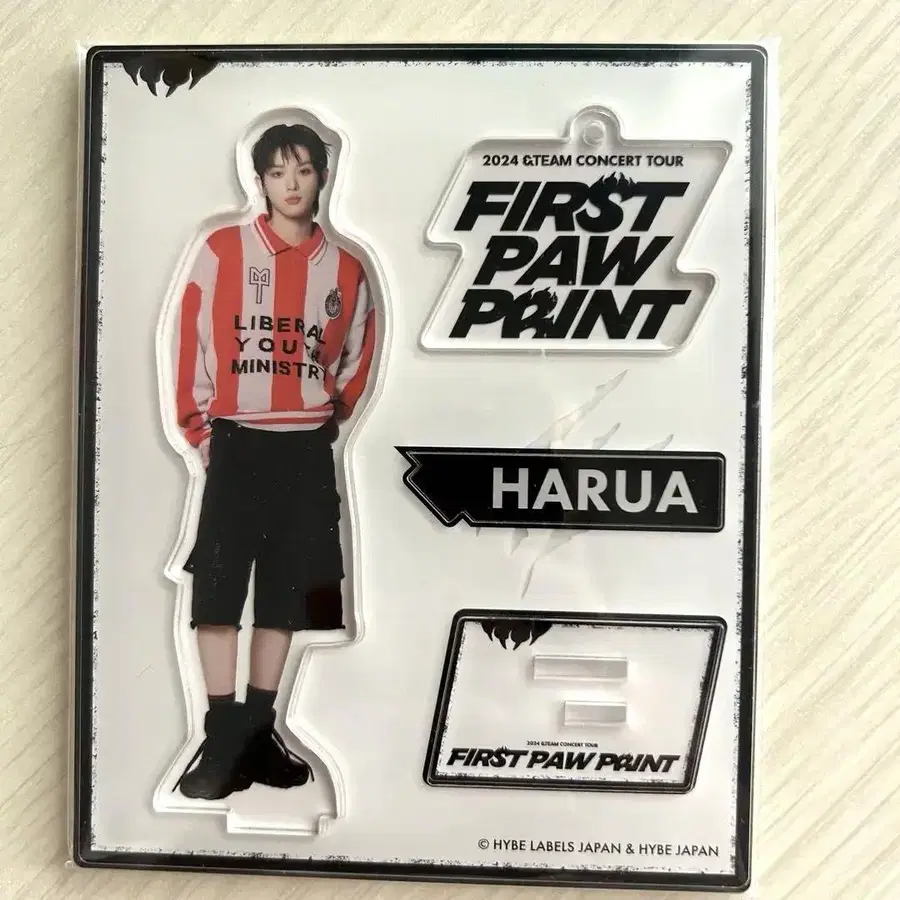 LIBERAL
YOUTH
MINISTRY
2024 &TEAM CONCERT TOUR
FIRST
PAW
PRINT
HARUA
2024 &TEAM CONCERT TOUR
FIRST PAW PRINT
© HYBE LABELS JAPAN & HYBE JAPAN